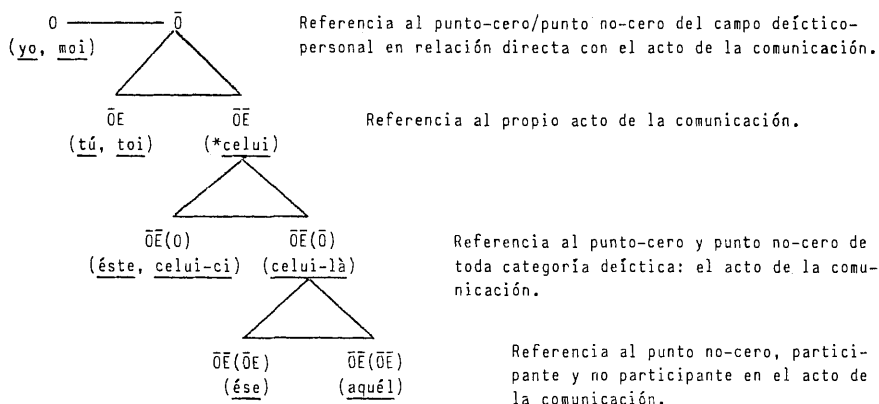 O Ō Referencia al punto-cero/punto no-cero del campo deíctico-
(yo, moi) personal en relación directa con el acto de la comunicación.
ŌE ŌĒ Referencia al propio acto de la comunicación.
(tú, toi) (*celui)
ŌĒ(O) ŌĒ(Ō) Referencia al punto-cero y punto no-cero de
(éste, celui-ci) (celui-là) toda categoría deíctica: el acto de la comu-
nicación.
ŌĒ(ŌE) ŌĒ(ŌĒ) Referencia al punto no-cero, partici-
(ése) (aquél) pante y no participante en el acto de
la comunicación.